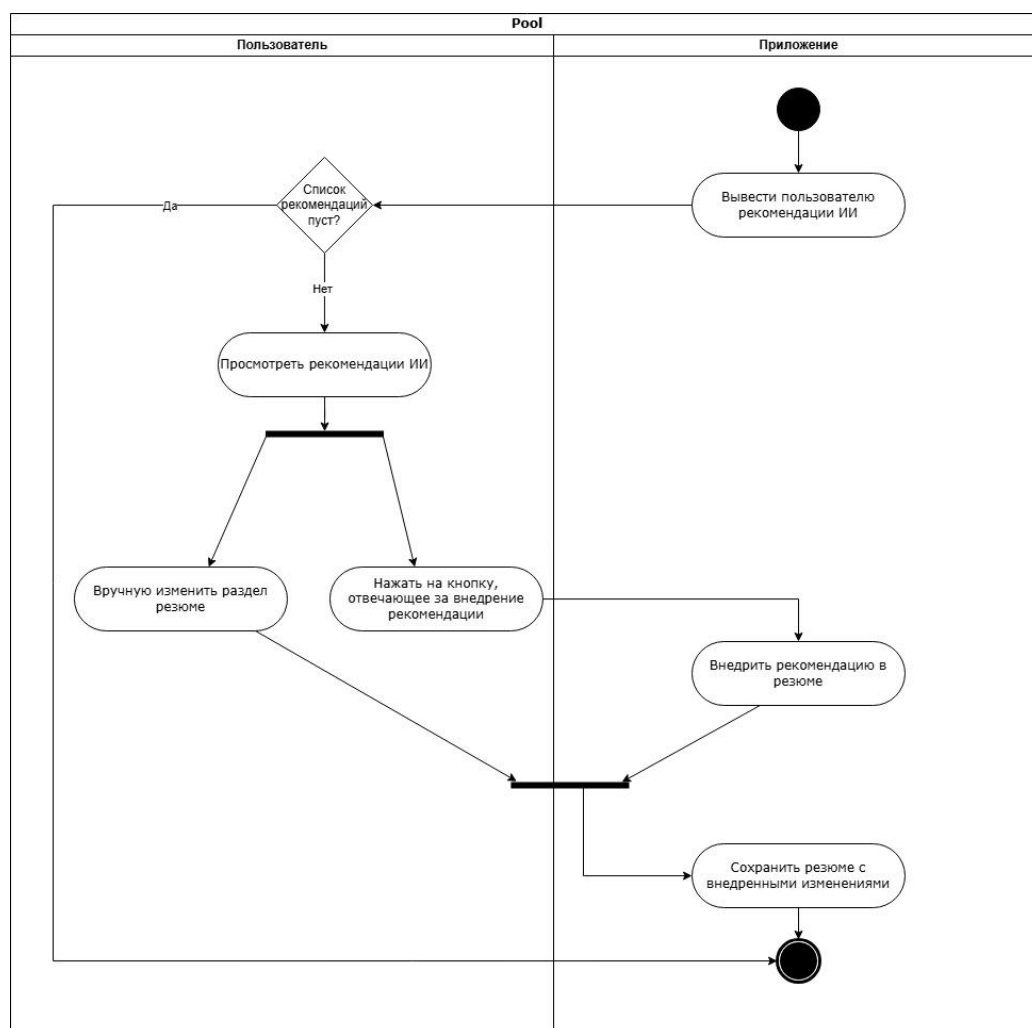 Pool
Пользователь
Приложение
Вывести пользователю
рекомендации ИИ
Список
рекомендаций
пуст?
Да
Нет
Просмотреть рекомендации ИИ
Вручную изменить раздел
резюме
Нажать на кнопку,
отвечающее за внедрение
рекомендации
Внедрить рекомендацию в
резюме
Сохранить резюме с
внедренными изменениями